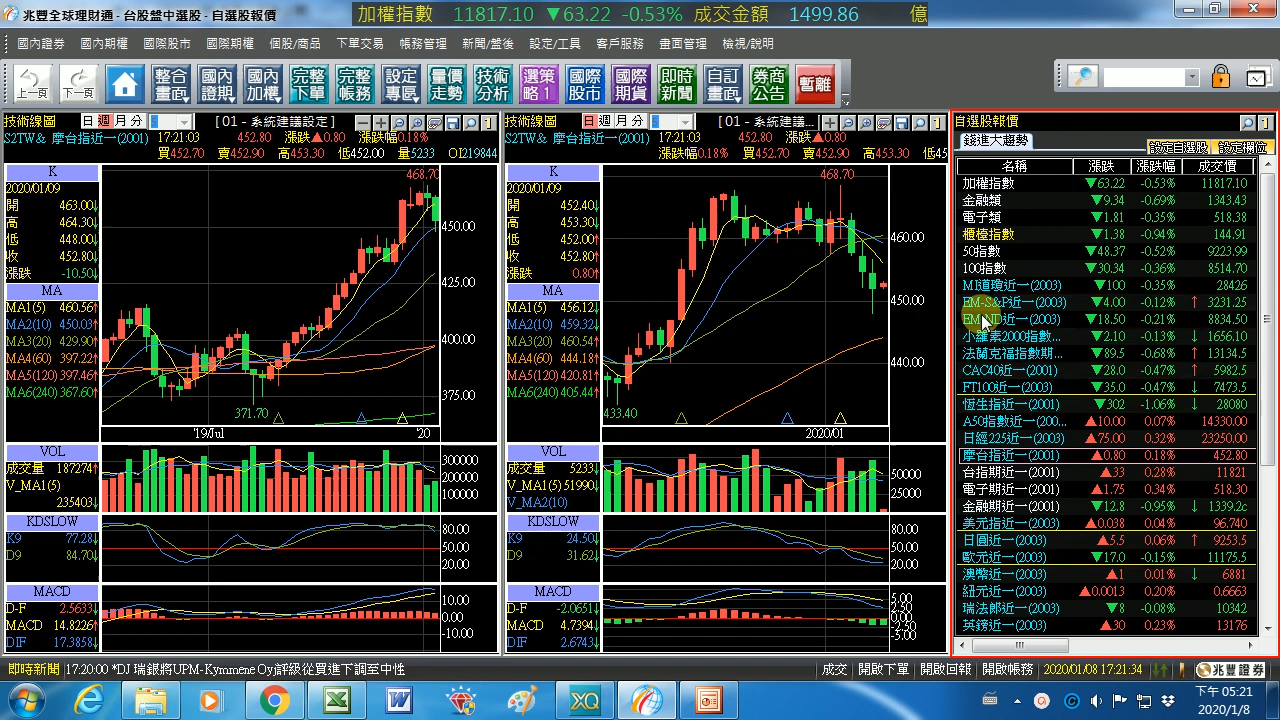 兆豐全球理財通 - 台股盤中選股 - 自選股報價
加權指數 11817.10 ▼63.22 -0.53% 成交金額 1499.86 億
國內證券 國內期權 國際股市 國際期權 個股/商品 下單交易 帳務管理 新聞/盤後 設定/工具 客戶服務 畫面管理 檢視/說明
上一頁 下一頁 整合畫面 國內證期 國內加權 完整下單 完整帳務 設定專區 量價走勢 技術分析 選策略1 國際股市 國際期貨 即時新聞 自訂畫面 券商公告 暫離
技術線圖 日 週 月 分 [01 - 系統建議設定]
S2TW& 摩台指近一(2001) 17:21:03 452.80 漲跌▲0.80 漲跌幅0.18%
買452.70 賣452.90 高453.30 低452.00 量5233 OI219844
K
2020/01/09
開 463.00↓
高 464.30↓
低 448.00↓
收 452.80↓
漲跌 -10.50↓
MA
MA1(5) 460.56↑
MA2(10) 450.03↑
MA3(20) 429.90↑
MA4(60) 397.22↑
MA5(120) 397.46↑
MA6(240) 367.60↑
468.70
450.00
425.00
400.00
375.00
371.70
'19/Jul '20
VOL
成交量 187274↑
V_MA1(5)
235403↓
300000
200000
100000
KDSLOW
K9 77.28↓
D9 84.70↓
80.00
50.00
20.00
MACD
D-F 2.5633↓
MACD 14.8226↑
DIF 17.3858↓
10.00
0.00
-10.00
技術線圖 日 週 月 分 [01 - 系統建議...
S2TW& 摩台指近一(2001) 17:21:03 452.80 漲跌▲0.80
漲跌幅0.18% 買452.70 賣452.90 高453.30 低45
K
2020/01/09
開 452.40↓
高 453.30↓
低 452.00↑
收 452.80↑
漲跌 0.80↑
MA
MA1(5) 456.12↓
MA2(10) 459.32↓
MA3(20) 460.54↑
MA4(60) 444.18↑
MA5(120) 420.81↑
MA6(240) 405.44↑
468.70
460.00
450.00
440.00
433.40
2020/01
VOL
成交量 5233↓
V_MA1(5) 51990↓
V_MA2(10)
50000
25000
KDSLOW
K9 24.50↓
D9 31.62↓
80.00
50.00
20.00
MACD
D-F -2.0651↓
MACD 4.7394↓
DIF 2.6743↓
5.00
2.50
0.00
-2.50
-5.00
自選股報價
錢進大趨勢 設定自選股 設定欄位
名稱 漲跌 漲跌幅 成交價
加權指數 ▼63.22 -0.53% 11817.10
金融類 ▼9.34 -0.69% 1343.43
電子類 ▼1.81 -0.35% 518.38
櫃檯指數 ▼1.38 -0.94% 144.91
50指數 ▼48.37 -0.52% 9223.99
100指數 ▼30.34 -0.36% 8514.70
MI道瓊近一(2003) ▼100 -0.35% 28426
EM-S&P近一(2003) ▼4.00 -0.12% ↑ 3231.25
EM-ND近一(2003) ▼18.50 -0.21% 8834.50
小羅素2000指數... ▼2.10 -0.13% ↓ 1656.10
法蘭克福指數期... ▼89.5 -0.68% ↑ 13134.5
CAC40近一(2001) ▼28.0 -0.47% ↑ 5982.5
FT100近一(2003) ▼35.0 -0.47% ↓ 7473.5
恆生指近一(2001) ▼302 -1.06% ↓ 28080
A50指數近一(200... ▲10.00 0.07% 14330.00
日經225近一(2003) ▲75.00 0.32% 23250.00
摩台指近一(2001) ▲0.80 0.18% 452.80
台指期近一(2001) ▲33 0.28% 11821
電子期近一(2001) ▲1.75 0.34% 518.30
金融期近一(2001) ▼12.8 -0.95% ↓ 1339.2c
美元指近一(2003) ▲0.038 0.04% 96.740
日圓近一(2003) ▲5.5 0.06% ↑ 9253.5
歐元近一(2003) ▼17.0 -0.15% 11175.5
澳幣近一(2003) ▲1 0.01% ↓ 6881
紐元近一(2003) ▲0.0013 0.20% 0.6663
瑞法郎近一(2003) ▼8 -0.08% 10342
英鎊近一(2003) ▲30 0.23% 13176
即時新聞 17:20:00 *DJ 瑞銀將UPM-Kymmene Oyj評級從買進下調至中性 成交 開啟下單 開啟回報 開啟帳務 2020/01/08 17:21:34 兆豐證券
XQ
下午 05:21
2020/1/8